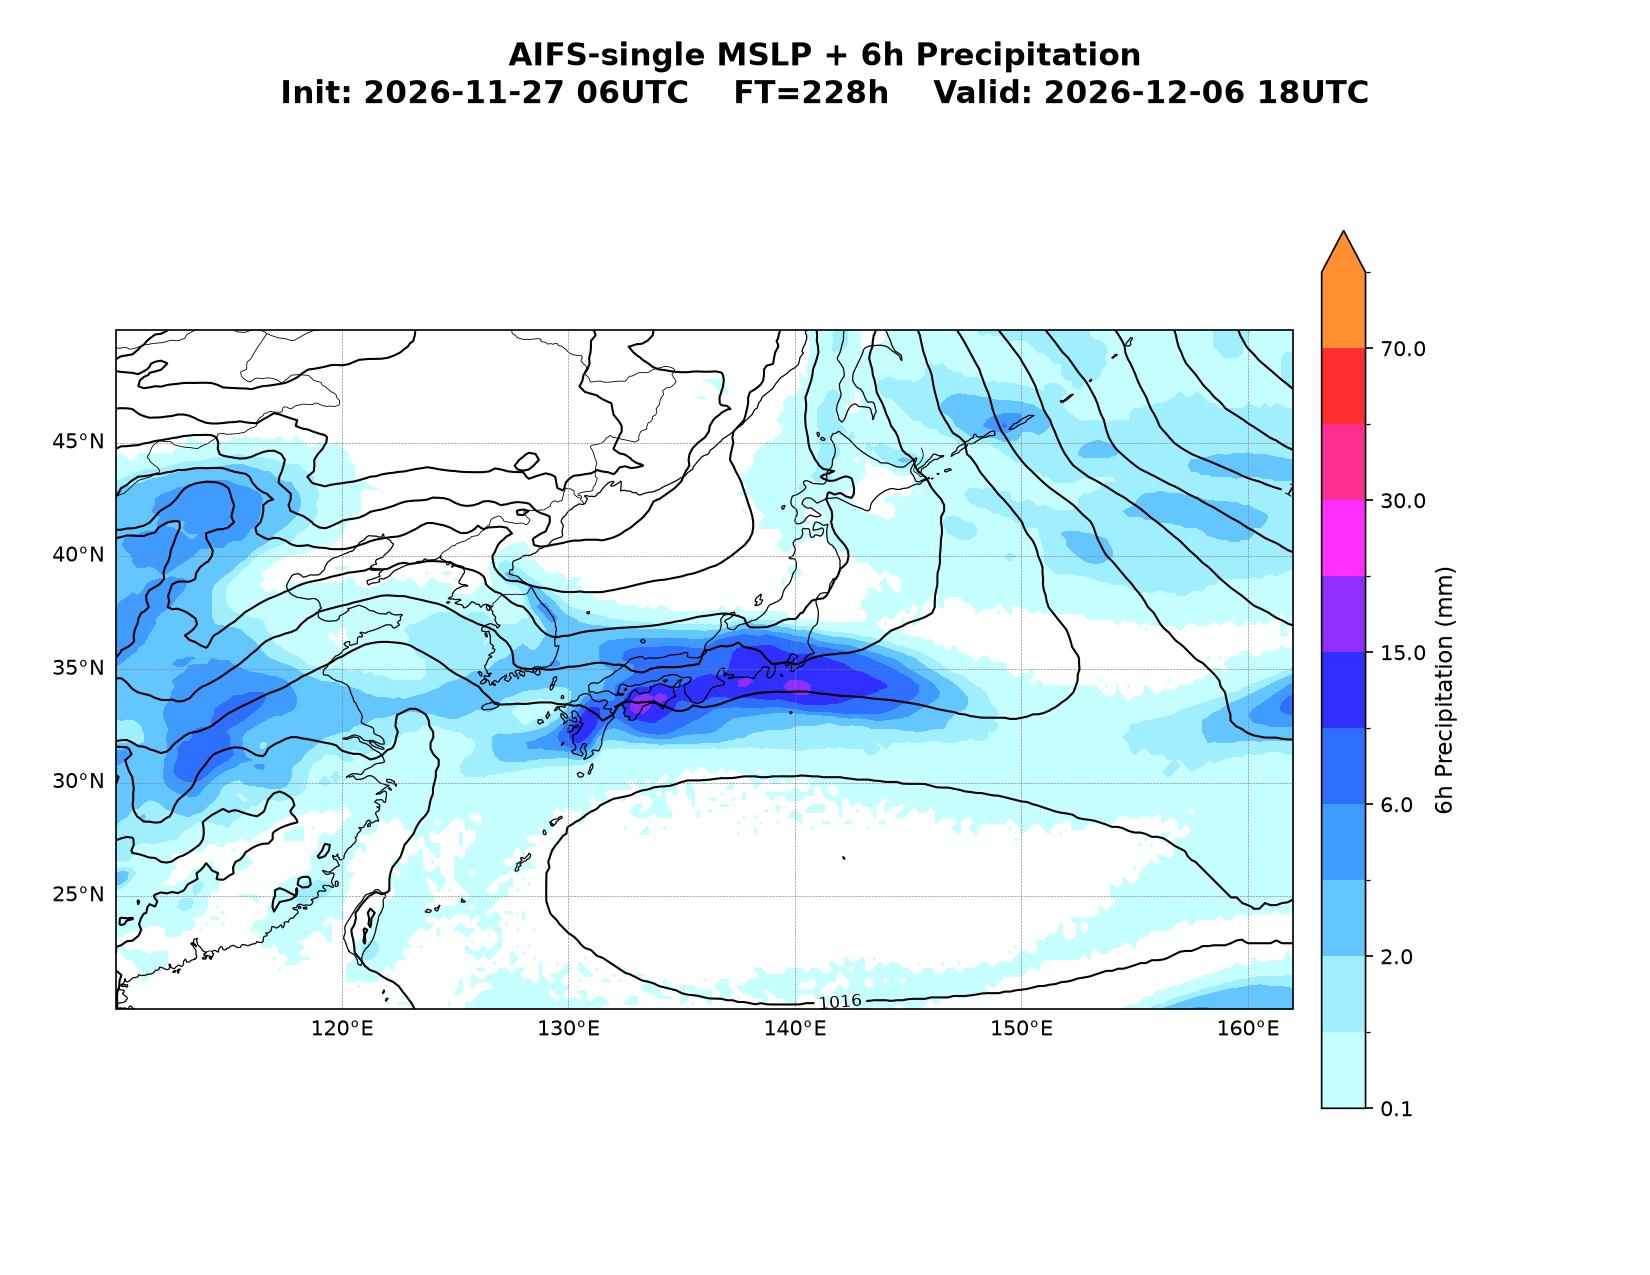 AIFS-single MSLP + 6h Precipitation
Init: 2026-11-27 06UTC    FT=228h    Valid: 2026-12-06 18UTC
70.0
30.0
15.0
6.0
2.0
0.1
6h Precipitation (mm)
45°N
40°N
35°N
30°N
25°N
1016
120°E
130°E
140°E
150°E
160°E